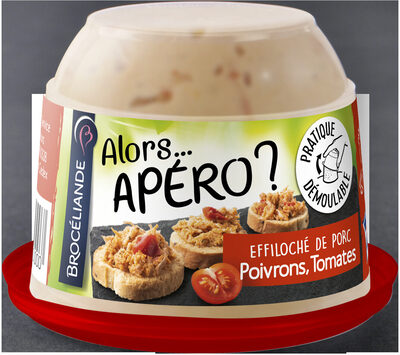 Alors...
APÉRO?
BROCÉLIANDE
PRATIQUE
DÉMOULABLE
EFFILOCHÉ DE PORC
Poivrons, Tomates